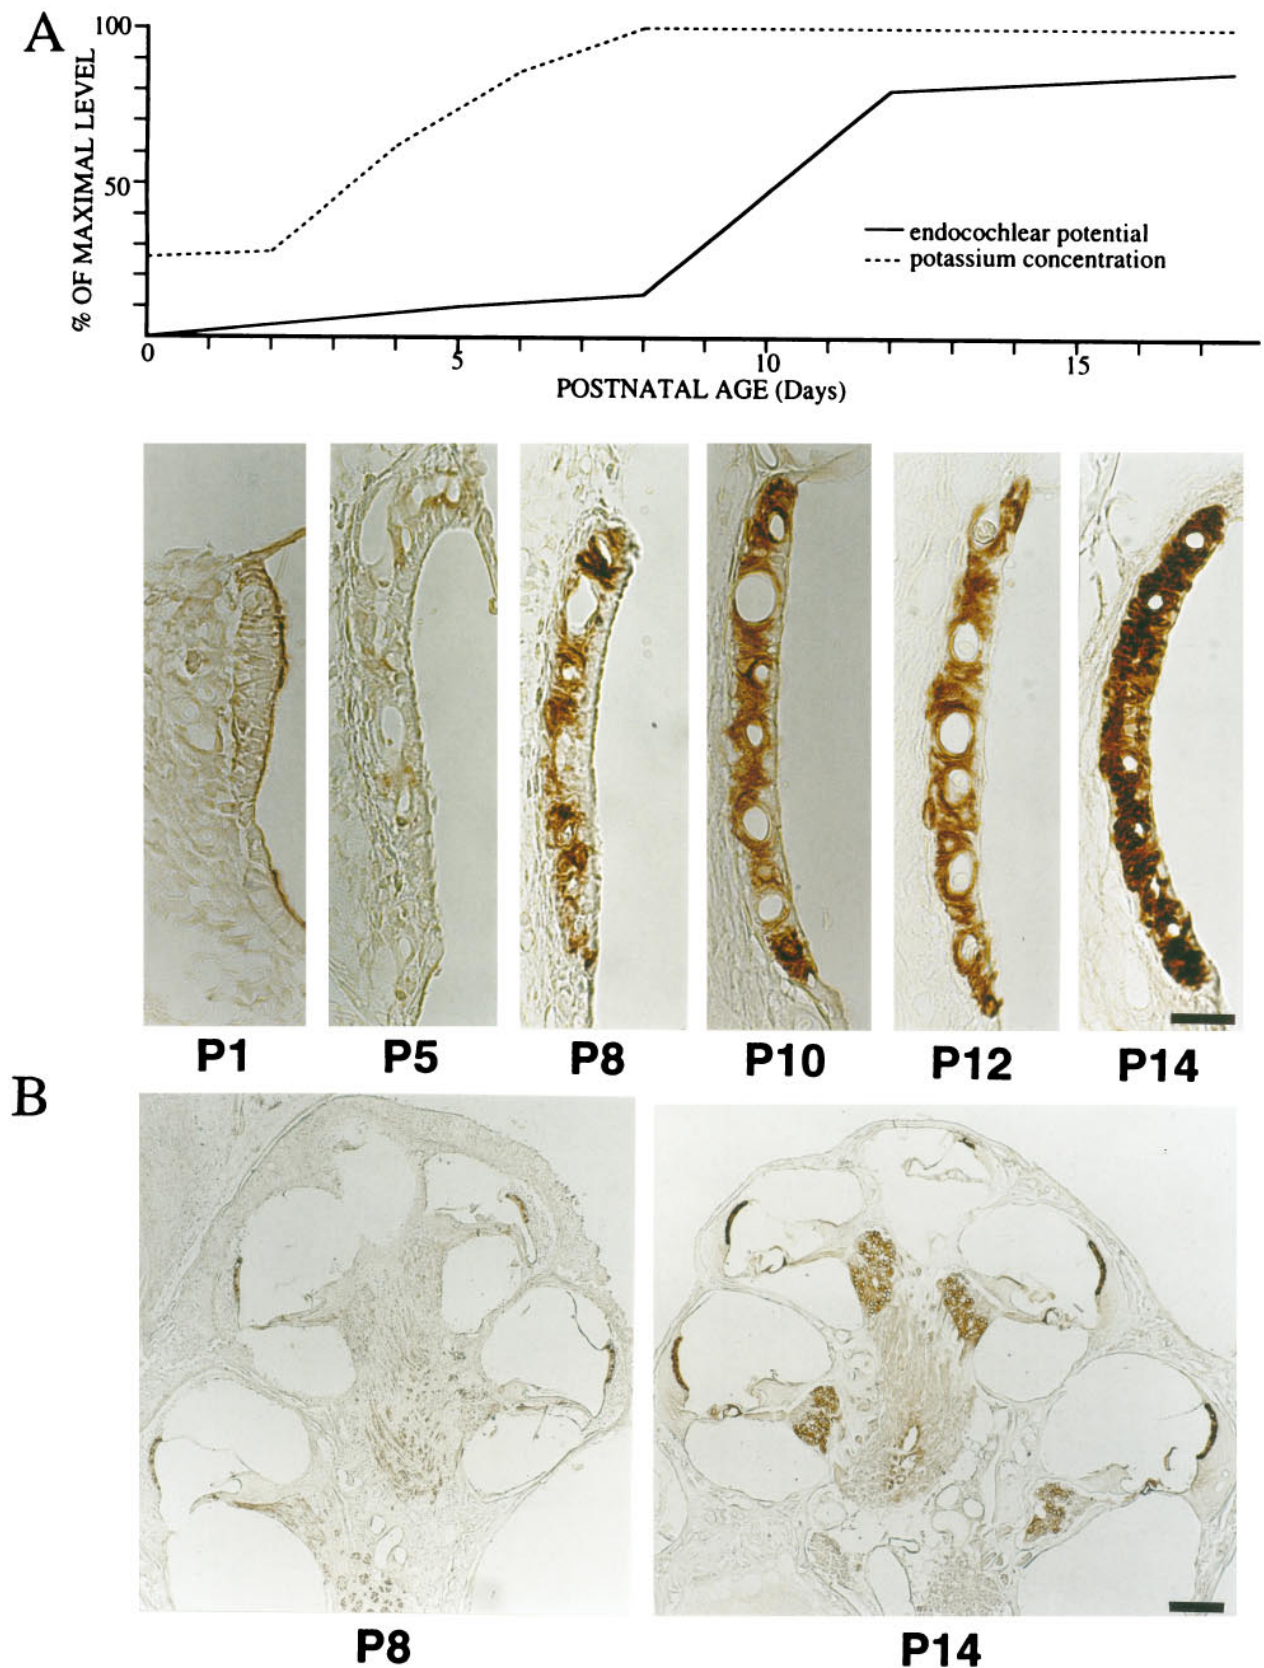 A
% OF MAXIMAL LEVEL
100
50
endocochlear potential
potassium concentration
0 5 10 15
POSTNATAL AGE (Days)
P1 P5 P8 P10 P12 P14
B
P8 P14